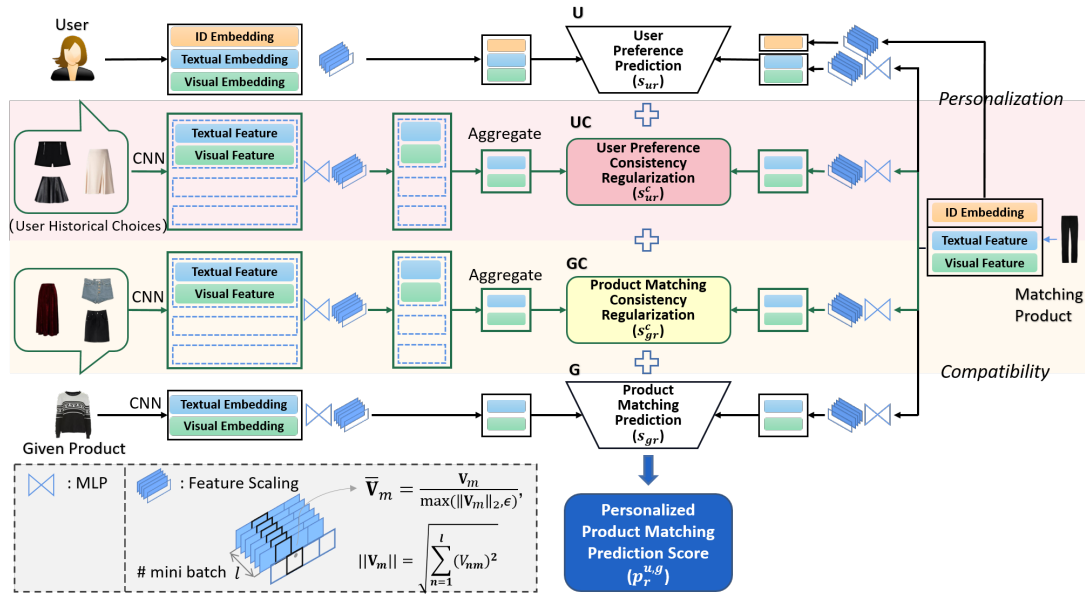 User
ID Embedding
Textual Embedding
Visual Embedding
U
User
Preference
Prediction
(s_ur)
Personalization
CNN
(User Historical Choices)
Textual Feature
Visual Feature
Aggregate
UC
User Preference
Consistency
Regularization
(s^c_ur)
ID Embedding
Textual Feature
Visual Feature
Matching
Product
CNN
Textual Feature
Visual Feature
Aggregate
GC
Product Matching
Consistency
Regularization
(s^c_gr)
Compatibility
CNN
Given Product
Textual Embedding
Visual Embedding
G
Product
Matching
Prediction
(s_gr)
: MLP
: Feature Scaling
# mini batch
l
V̅_m = V_m / max(‖V_m‖_2, ϵ),
||V_m|| = √(∑_{n=1}^{l} (V_nm)^2)
Personalized
Product Matching
Prediction Score
(p_r^{u,g})